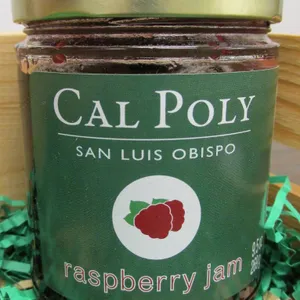 CAL POLY
SAN LUIS OBISPO
raspberry jam